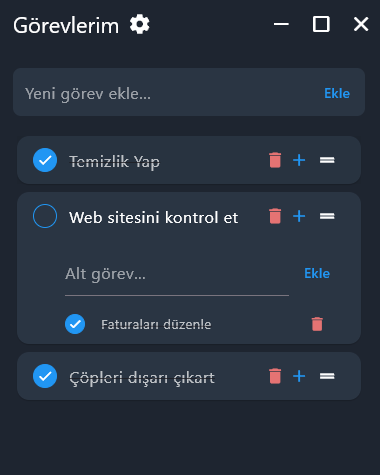 Görevlerim
Yeni görev ekle...
Ekle
Temizlik Yap
Web sitesini kontrol et
Alt görev...
Ekle
Faturaları düzenle
Çöpleri dışarı çıkart